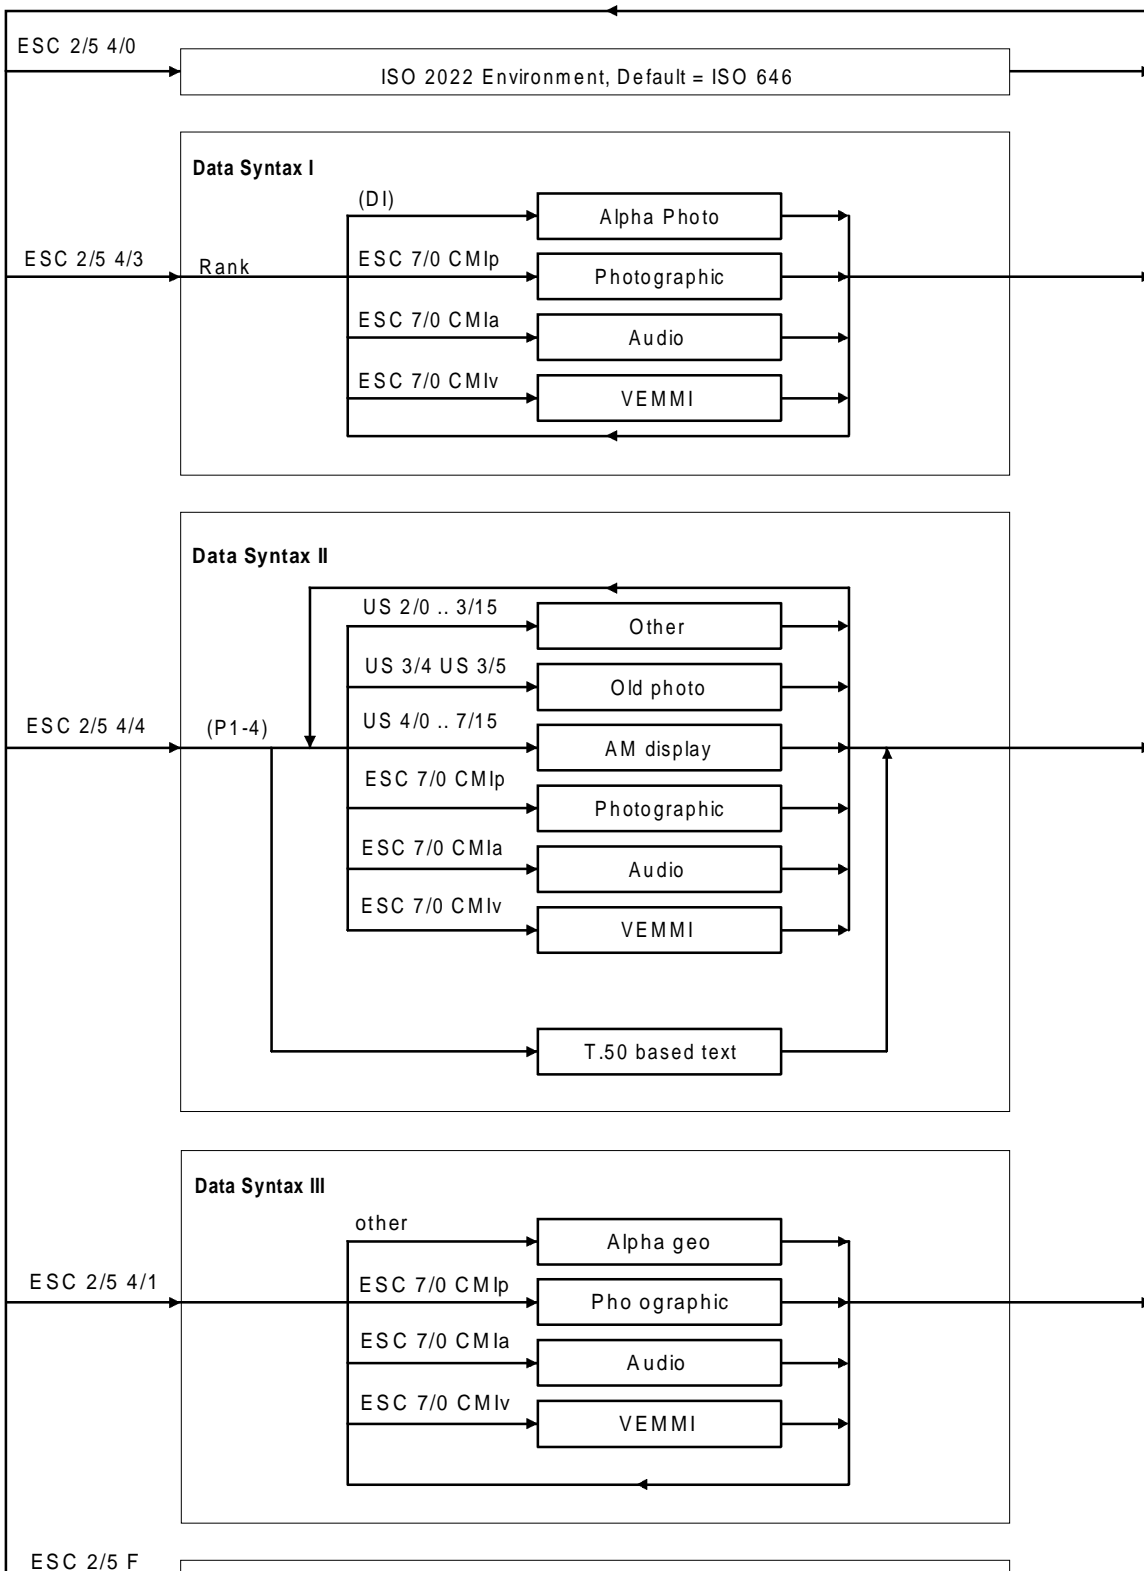 ESC 2/5 4/0
ISO 2022 Environment, Default = ISO 646
Data Syntax I
(DI)
Alpha Photo
ESC 2/5 4/3
Rank
ESC 7/0 CMIp
Photographic
ESC 7/0 CMIa
Audio
ESC 7/0 CMIv
VEMMI
Data Syntax II
US 2/0 .. 3/15
Other
US 3/4 US 3/5
Old photo
ESC 2/5 4/4
(P1-4)
US 4/0 .. 7/15
AM display
ESC 7/0 CMIp
Photographic
ESC 7/0 CMIa
Audio
ESC 7/0 CMIv
VEMMI
T.50 based text
Data Syntax III
other
Alpha geo
ESC 2/5 4/1
ESC 7/0 CMIp
Pho ographic
ESC 7/0 CMIa
Audio
ESC 7/0 CMIv
VEMMI
ESC 2/5 F